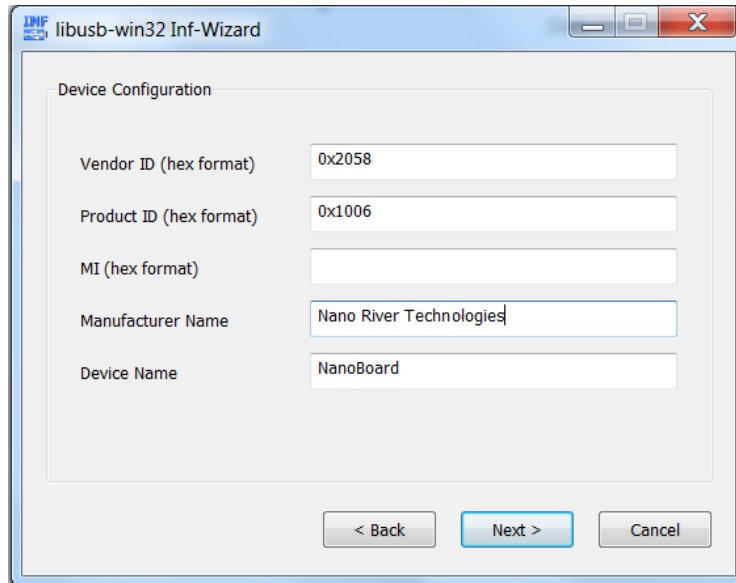 INF
libusb-win32 Inf-Wizard
X
Device Configuration
Vendor ID (hex format) 0x2058
Product ID (hex format) 0x1006
MI (hex format)
Manufacturer Name Nano River Technologies
Device Name NanoBoard
< Back Next > Cancel